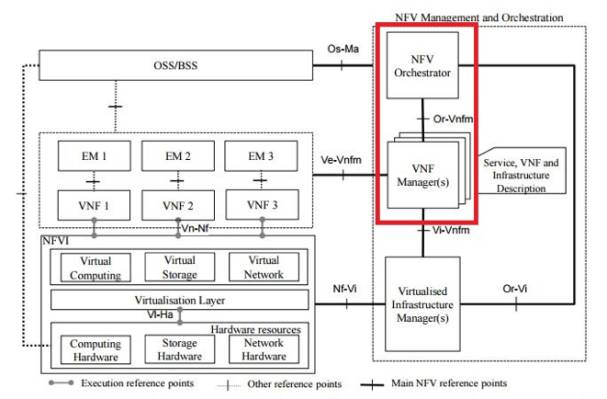 NFV Management and Orchestration
Os-Ma
OSS/BSS
NFV
Orchestrator
Or-Vnfm
EM 1
EM 2
EM 3
Ve-Vnfm
VNF
Manager(s)
Service, VNF and
Infrastructure
Description
VNF 1
VNF 2
VNF 3
Vn-Nf
Vi-Vnfm
NFVI
Virtual
Computing
Virtual
Storage
Virtual
Network
Nf-Vi
Virtualised
Infrastructure
Manager(s)
Or-Vi
Virtualisation Layer
Vl-Ha
Hardware resources
Computing
Hardware
Storage
Hardware
Network
Hardware
Execution reference points
Other reference points
Main NFV reference points